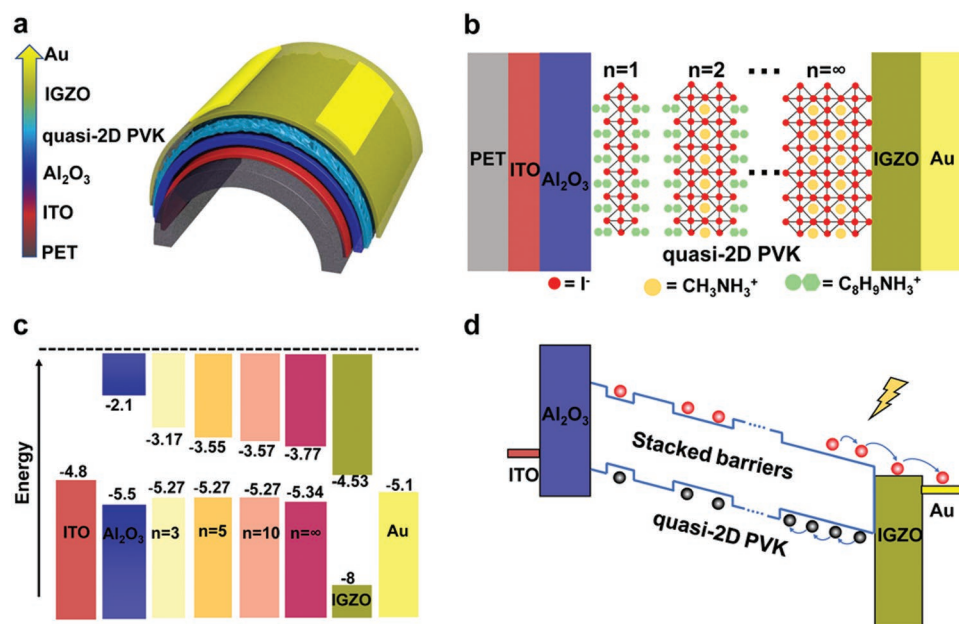 a
Au
IGZO
quasi-2D PVK
Al₂O₃
ITO
PET
b
n=1
n=2
...
n=∞
PET
ITO
Al₂O₃
...
IGZO
Au
quasi-2D PVK
= I⁻
= CH₃NH₃⁺
= C₈H₉NH₃⁺
c
Energy
-2.1
-3.17
-3.55
-3.57
-3.77
-4.53
-4.8
-5.5
-5.27
-5.27
-5.27
-5.34
-8
-5.1
ITO
Al₂O₃
n=3
n=5
n=10
n=∞
IGZO
Au
d
Al₂O₃
ITO
Stacked barriers
quasi-2D PVK
IGZO
Au